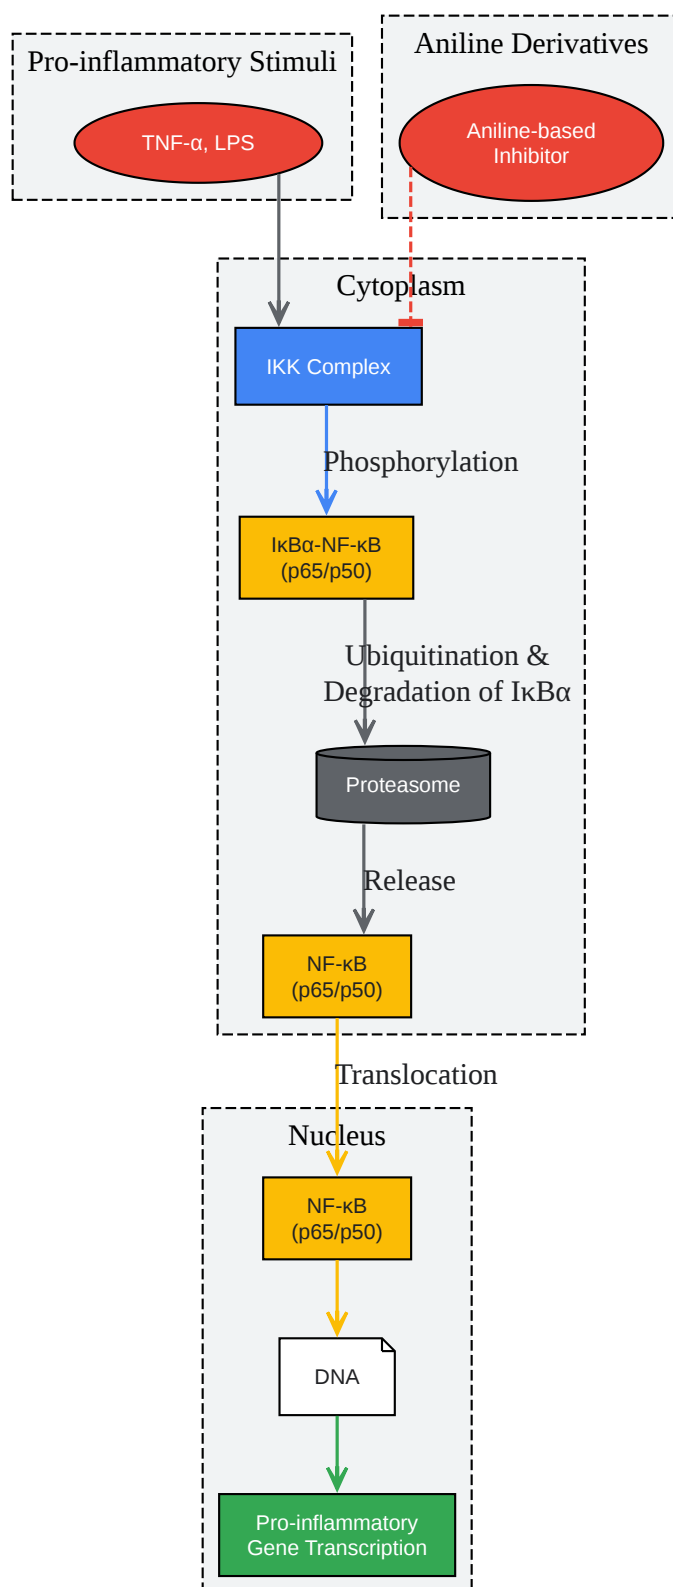 Pro-inflammatory Stimuli
TNF-α, LPS
Aniline Derivatives
Aniline-based
Inhibitor
Cytoplasm
IKK Complex
Phosphorylation
IκBα-NF-κB
(p65/p50)
Ubiquitination &
Degradation of IκBα
Proteasome
Release
NF-κB
(p65/p50)
Translocation
Nucleus
NF-κB
(p65/p50)
DNA
Pro-inflammatory
Gene Transcription